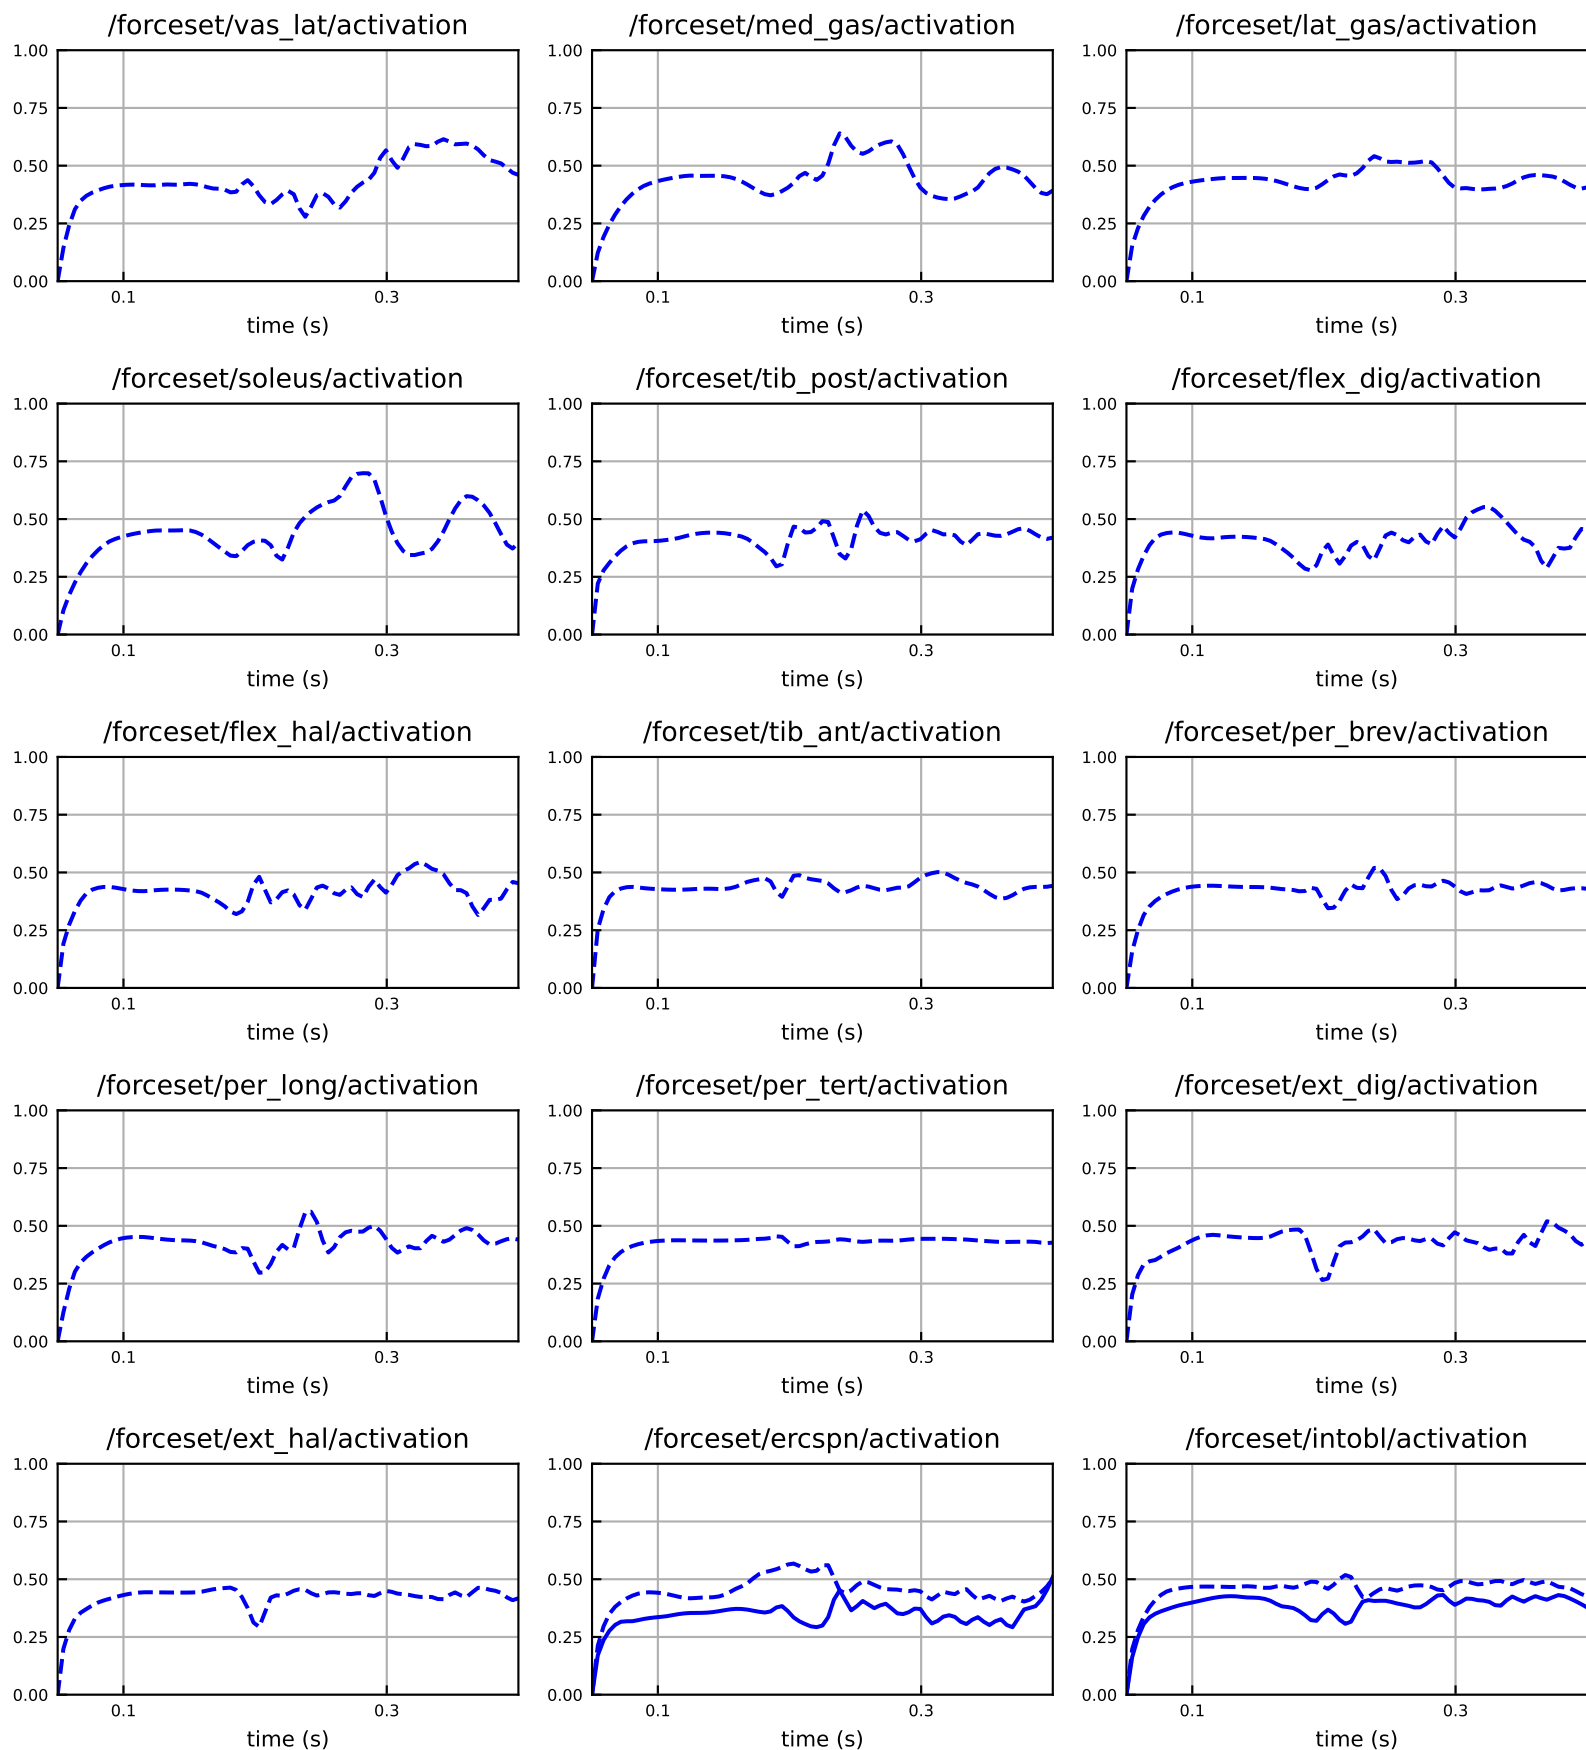 /forceset/vas_lat/activation /forceset/med_gas/activation /forceset/lat_gas/activation
1.00 1.00 1.00
0.75 0.75 0.75
0.50 0.50 0.50
0.25 0.25 0.25
0.00 0.00 0.00
0.1 0.3 0.1 0.3 0.1 0.3
time (s) time (s) time (s)
/forceset/soleus/activation /forceset/tib_post/activation /forceset/flex_dig/activation
1.00 1.00 1.00
0.75 0.75 0.75
0.50 0.50 0.50
0.25 0.25 0.25
0.00 0.00 0.00
0.1 0.3 0.1 0.3 0.1 0.3
time (s) time (s) time (s)
/forceset/flex_hal/activation /forceset/tib_ant/activation /forceset/per_brev/activation
1.00 1.00 1.00
0.75 0.75 0.75
0.50 0.50 0.50
0.25 0.25 0.25
0.00 0.00 0.00
0.1 0.3 0.1 0.3 0.1 0.3
time (s) time (s) time (s)
/forceset/per_long/activation /forceset/per_tert/activation /forceset/ext_dig/activation
1.00 1.00 1.00
0.75 0.75 0.75
0.50 0.50 0.50
0.25 0.25 0.25
0.00 0.00 0.00
0.1 0.3 0.1 0.3 0.1 0.3
time (s) time (s) time (s)
/forceset/ext_hal/activation /forceset/ercspn/activation /forceset/intobl/activation
1.00 1.00 1.00
0.75 0.75 0.75
0.50 0.50 0.50
0.25 0.25 0.25
0.00 0.00 0.00
0.1 0.3 0.1 0.3 0.1 0.3
time (s) time (s) time (s)